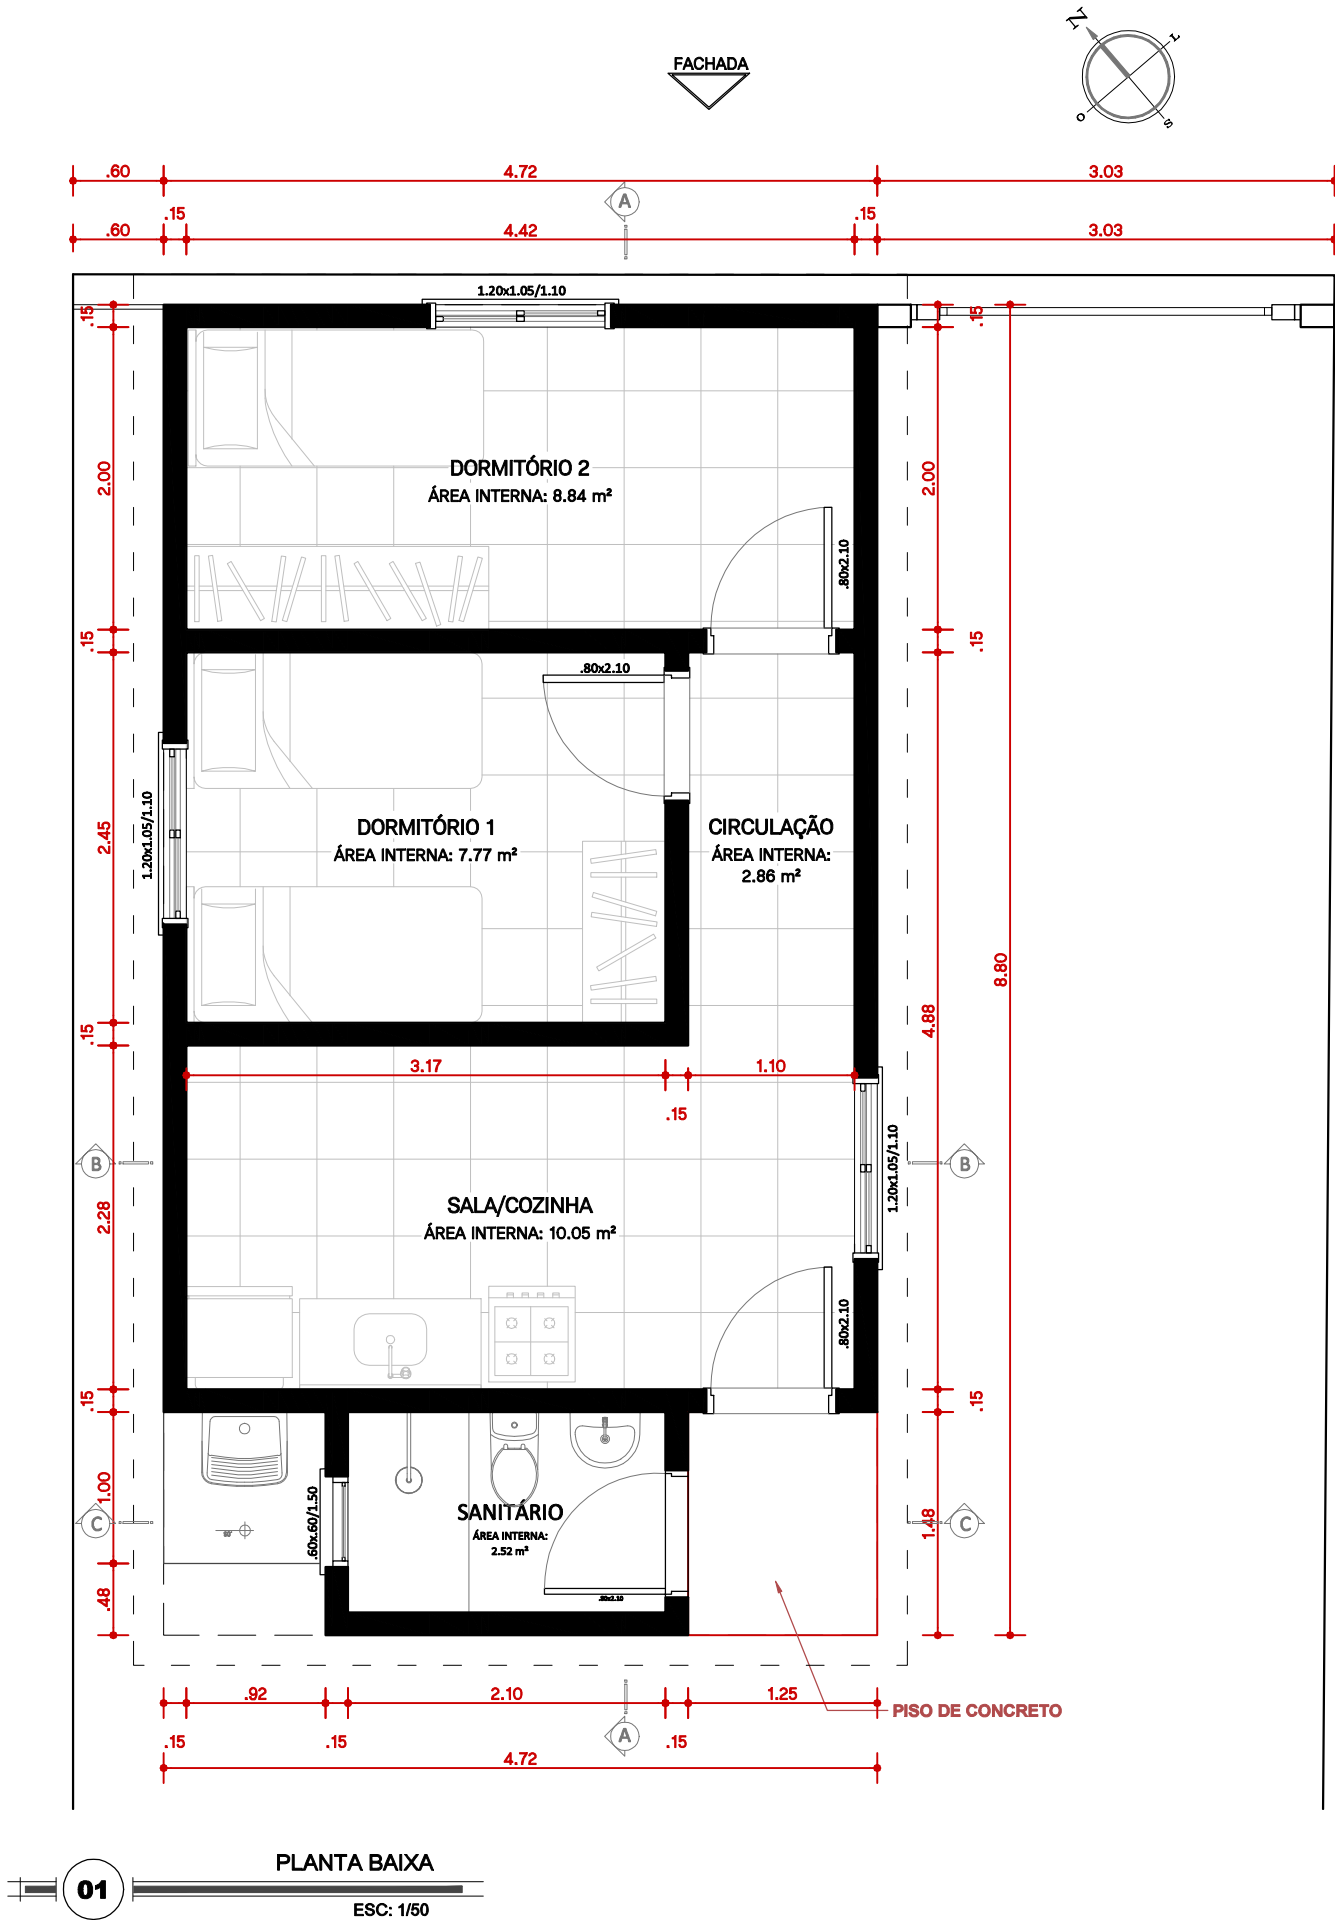 N
L
O
S
FACHADA
.60
4.72
3.03
A
.15
.15
.60
4.42
3.03
1.20x1.05/1.10
.15
.15
2.00
DORMITÓRIO 2
ÁREA INTERNA: 8.84 m²
2.00
.80x2.10
.15
.15
.80x2.10
2.45
1.20x1.05/1.10
DORMITÓRIO 1
ÁREA INTERNA: 7.77 m²
CIRCULAÇÃO
ÁREA INTERNA:
2.86 m²
8.80
4.88
.15
3.17
1.10
.15
B
B
1.20x1.05/1.10
2.28
SALA/COZINHA
ÁREA INTERNA: 10.05 m²
.80x2.10
.15
.15
1.00
C
C
.60x.60/1.50
SANITÁRIO
ÁREA INTERNA:
2.52 m²
1.48
.80x2.10
.48
.92
2.10
1.25
PISO DE CONCRETO
.15
.15
A
.15
4.72
PLANTA BAIXA
01
ESC: 1/50